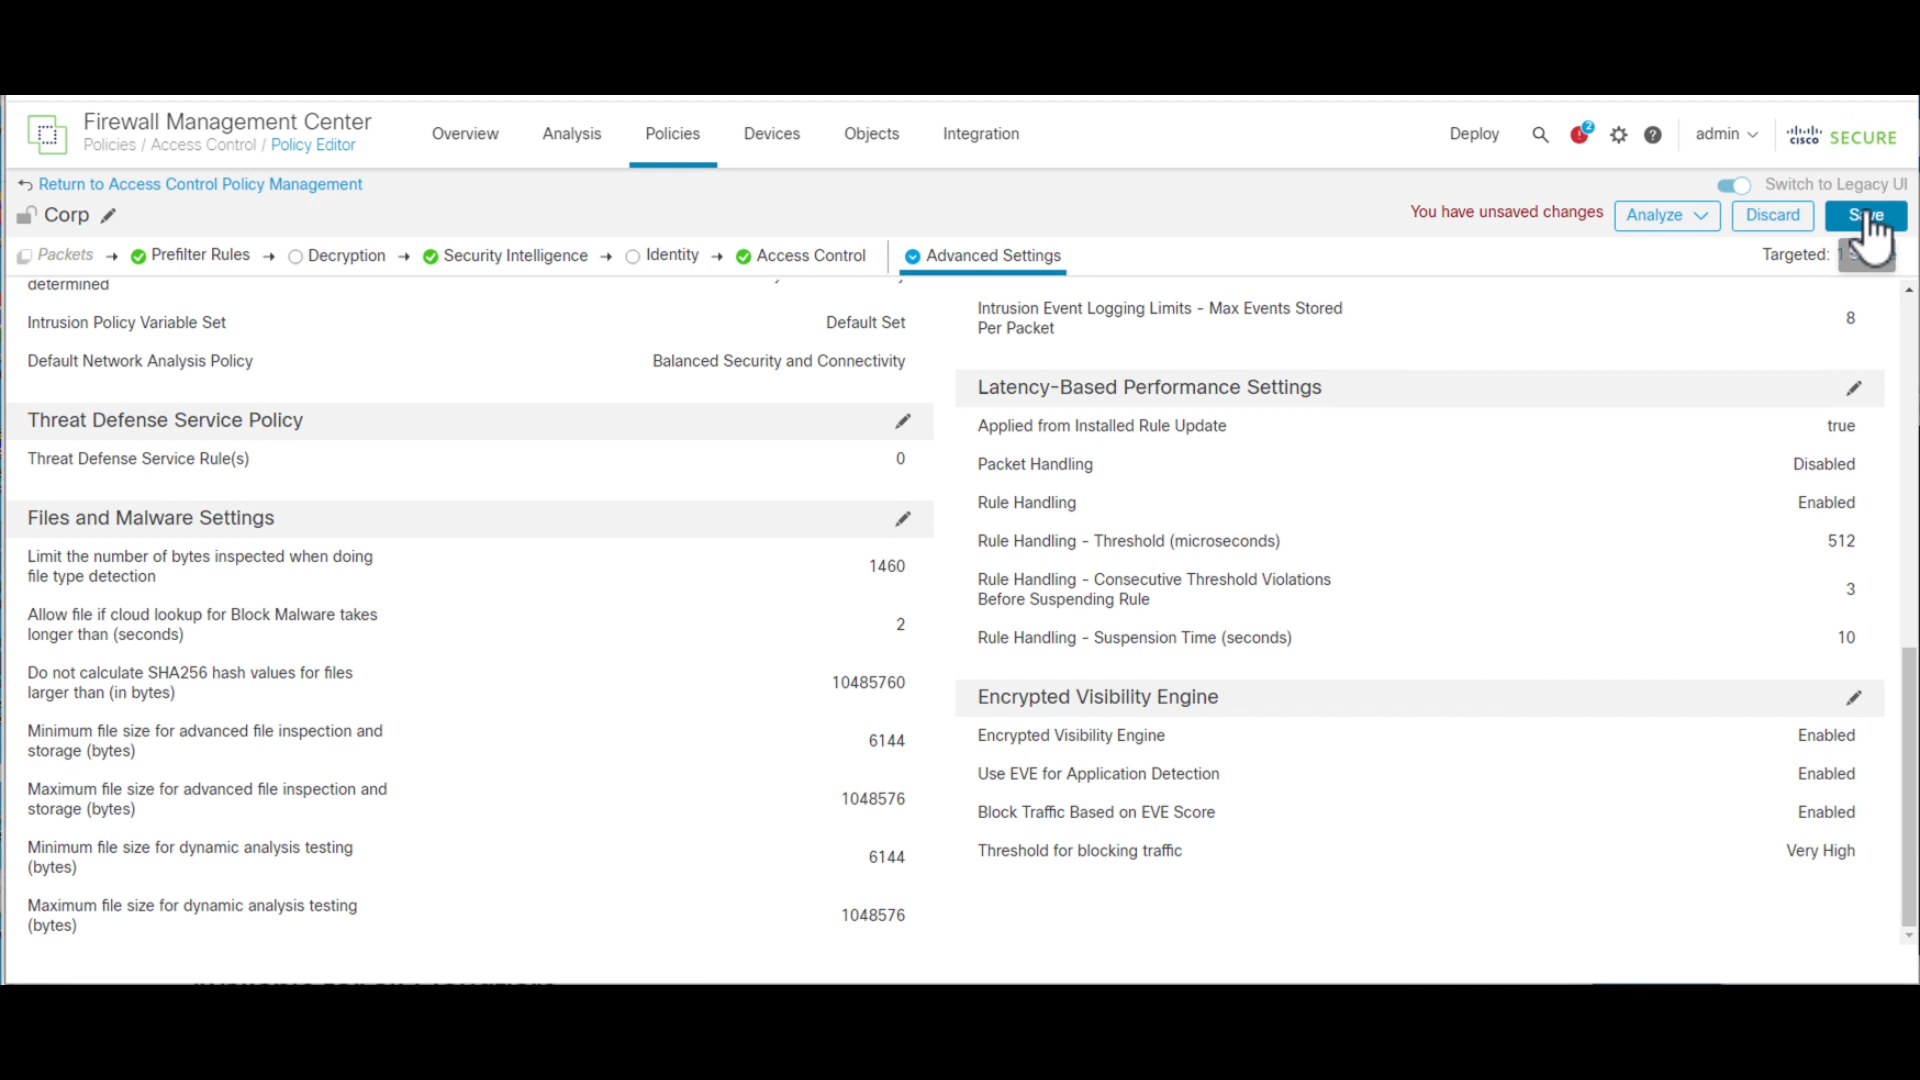 Firewall Management Center
Policies / Access Control / Policy Editor
Overview
Analysis
Policies
Devices
Objects
Integration
Deploy
2
admin
cisco SECURE
Return to Access Control Policy Management
Switch to Legacy UI
Corp
You have unsaved changes
Analyze
Discard
Packets → Prefilter Rules → Decryption → Security Intelligence → Identity → Access Control
Advanced Settings
Targeted: 1
determined
Intrusion Policy Variable Set Default Set
Default Network Analysis Policy Balanced Security and Connectivity
Threat Defense Service Policy
Threat Defense Service Rule(s) 0
Files and Malware Settings
Limit the number of bytes inspected when doing
file type detection
1460
Allow file if cloud lookup for Block Malware takes
longer than (seconds)
2
Do not calculate SHA256 hash values for files
larger than (in bytes)
10485760
Minimum file size for advanced file inspection and
storage (bytes)
6144
Maximum file size for advanced file inspection and
storage (bytes)
1048576
Minimum file size for dynamic analysis testing
(bytes)
6144
Maximum file size for dynamic analysis testing
(bytes)
1048576
Intrusion Event Logging Limits - Max Events Stored
Per Packet
8
Latency-Based Performance Settings
Applied from Installed Rule Update true
Packet Handling Disabled
Rule Handling Enabled
Rule Handling - Threshold (microseconds) 512
Rule Handling - Consecutive Threshold Violations
Before Suspending Rule
3
Rule Handling - Suspension Time (seconds) 10
Encrypted Visibility Engine
Encrypted Visibility Engine Enabled
Use EVE for Application Detection Enabled
Block Traffic Based on EVE Score Enabled
Threshold for blocking traffic Very High